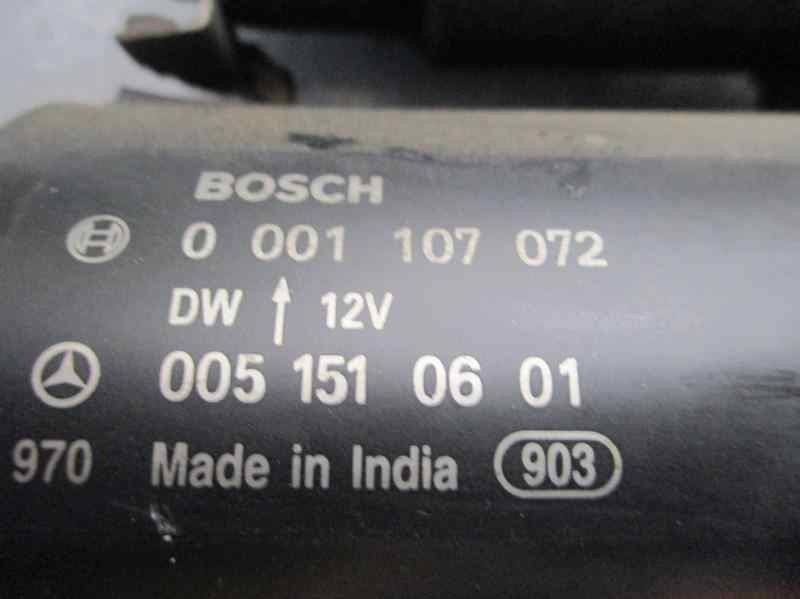 BOSCH
0 001 107 072
DW 12V
005 151 06 01
970 Made in India 903